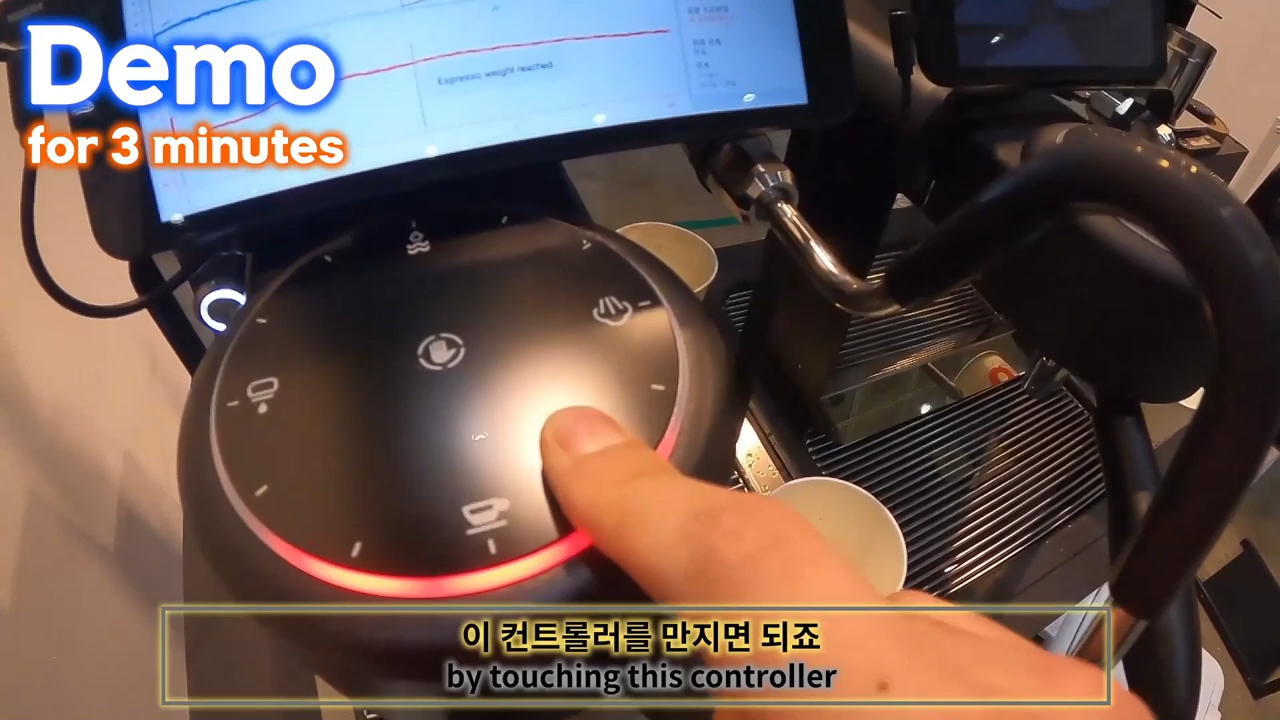 Demo
for 3 minutes
Espresso weight reached
이 컨트롤러를 만지면 되죠
by touching this controller